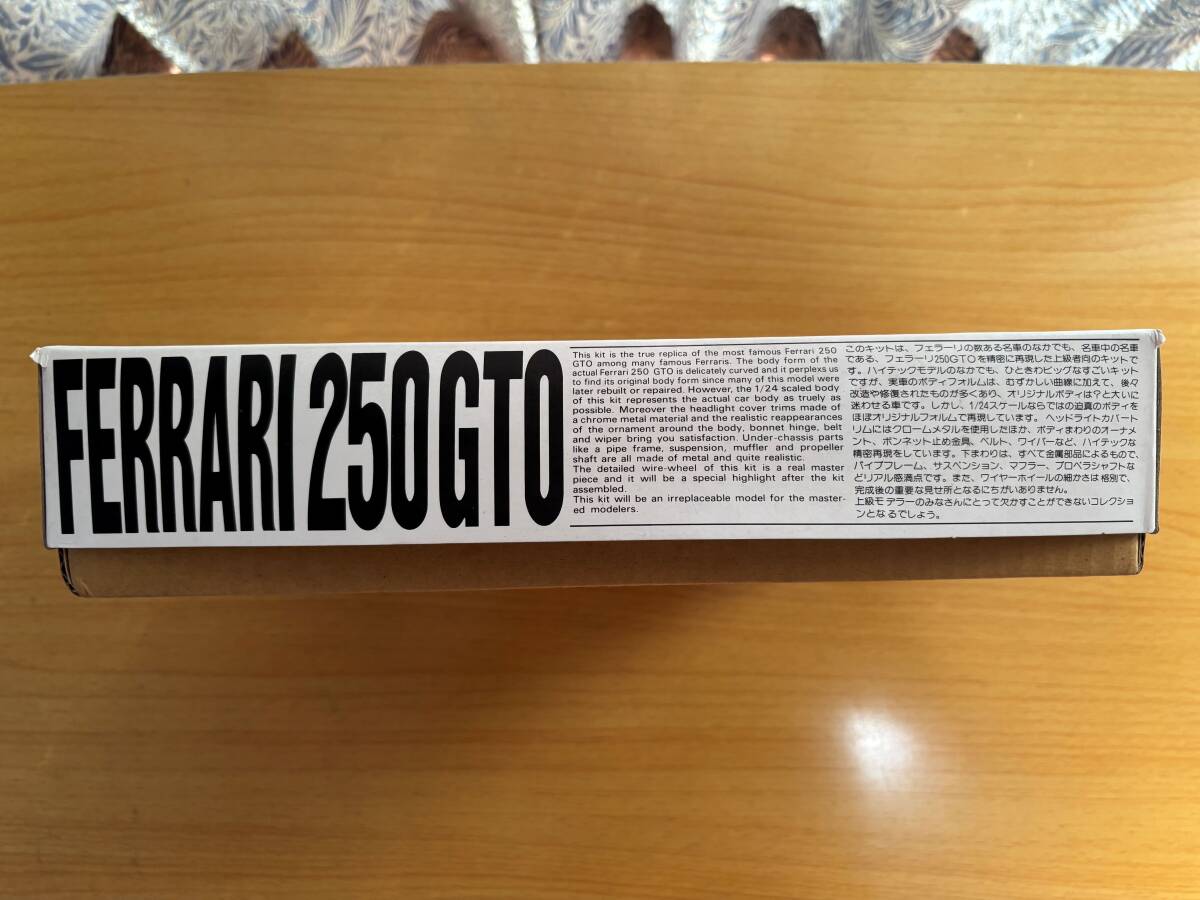 FERRARI 250 GTO
This kit is the true replica of the most famous Ferrari 250
GTO among many famous Ferraris. The body form of the
actual Ferrari 250 GTO is delicately curved and it perplexs us
to find its original body form since many of this model were
later rebuilt or repaired. However, the 1/24 scaled body
of this kit represents the actual car body as truely as
possible. Moreover the headlight cover trims made of
a chrome metal material and the realistic reappearances
of the ornament around the body, bonnet hinge, belt
and wiper bring you satisfaction. Under-chassis parts
like a pipe frame, suspension, muffler and propeller
shaft are all made of metal and quite realistic.
The detailed wire-wheel of this kit is a real master
piece and it will be a special highlight after the kit
assembled.
This kit will be an irreplaceable model for the master-
ed modelers.
このキットは、フェラーリの数ある名車のなかでも、名車中の名車
である、フェラーリ250GTOを精密に再現した上級者向のキットで
す。ハイテックモデルのなかでも、ひときわビッグなすごいキット
ですが、実車のボディフォルムは、むずかしい曲線に加えて、後々
改造や修復されたものが多くあり、オリジナルボディは?と大いに
迷わせる車です。しかし、1/24スケールならではの迫真のボディを
ほぼオリジナルフォルムで再現しています。ヘッドライトカバート
リムにはクロームメタルを使用したほか、ボディまわりのオーナメ
ント、ボンネット止め金具、ベルト、ワイパーなど、ハイテックな
精密再現をしています。下まわりは、すべて金属部品によるもので、
パイプフレーム、サスペンション、マフラー、プロペラシャフトな
どリアル感満点です。また、ワイヤーホイールの細かさは格別で、
完成後の重要な見せ所となるにちがいありません。
上級モデラーのみなさんにとって欠かすことができないコレクショ
ンとなるでしょう。